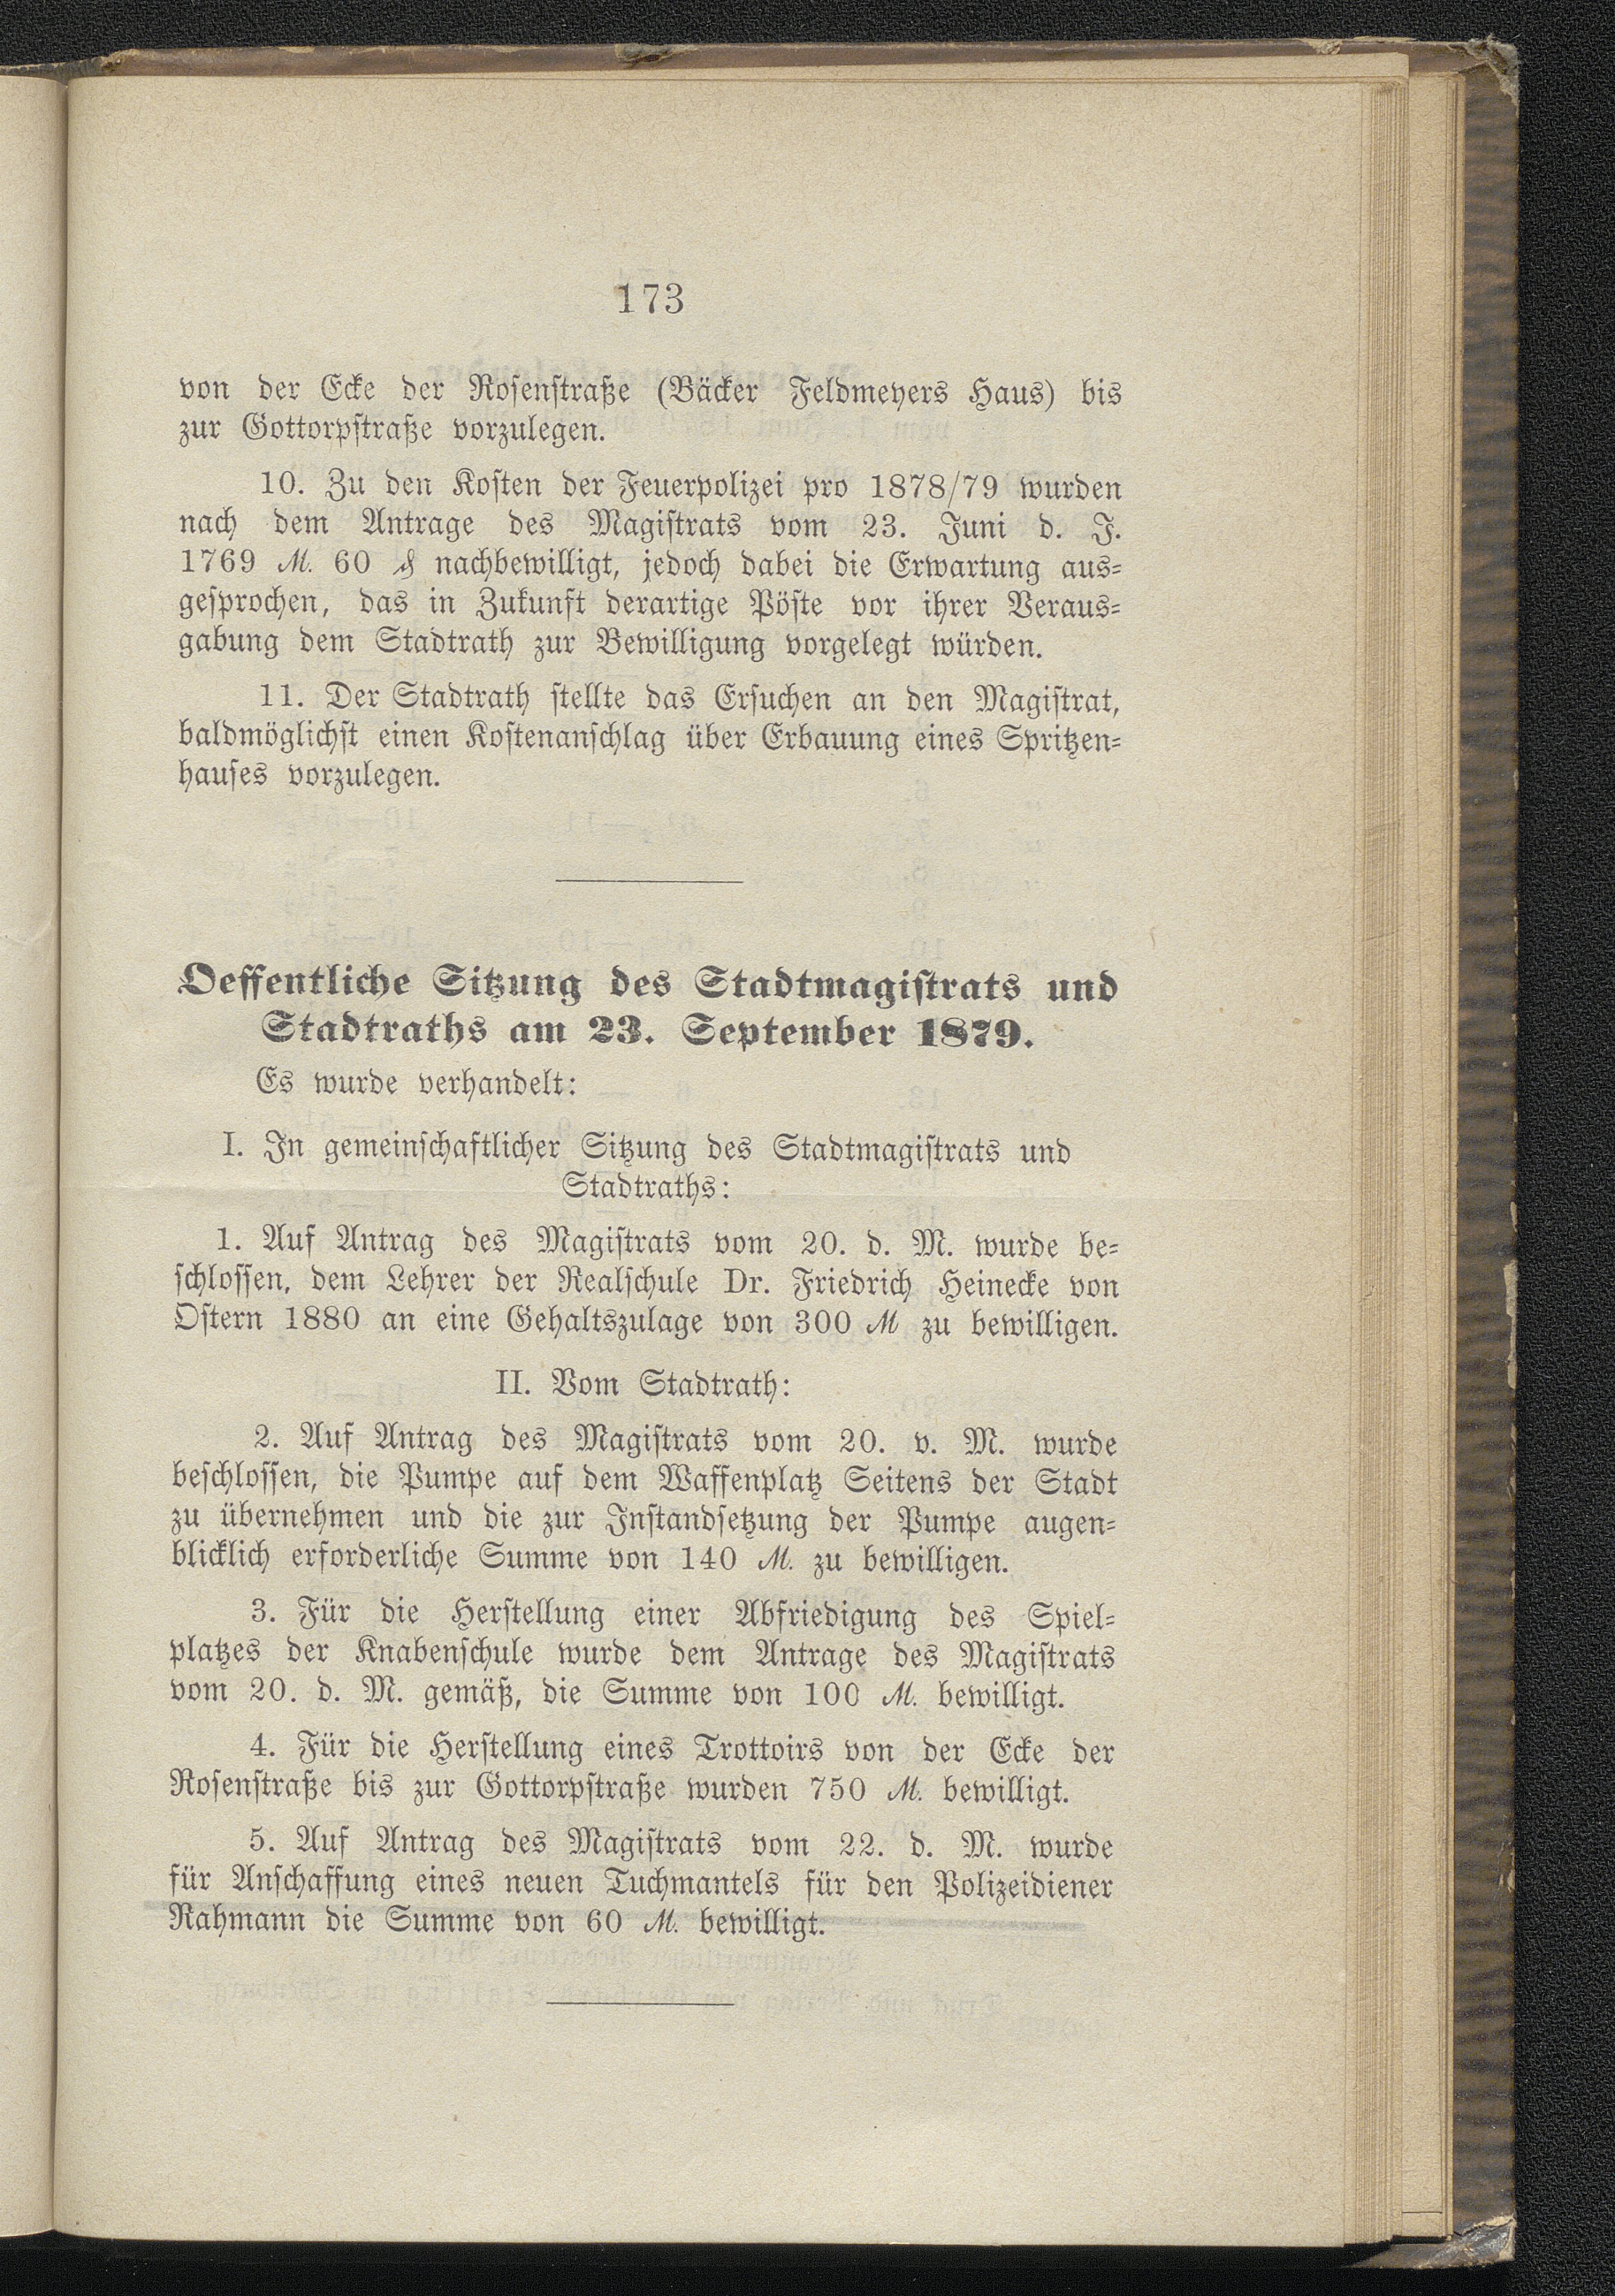 173
von der Ecke der Rosenstraße (Bäcker Feldmeyers Haus) bis
zur Gottorpstraße vorzulegen.
10. Zu den Kosten der Feuerpolizei pro 1878/79 wurden
nach dem Antrage des Magistrats vom 23. Juni d. J.
1769 M. 60 ₰ nachbewilligt, jedoch dabei die Erwartung aus-
gesprochen, das in Zukunft derartige Pöste vor ihrer Veraus-
gabung dem Stadtrath zur Bewilligung vorgelegt würden.
11. Der Stadtrath stellte das Ersuchen an den Magistrat,
baldmöglichst einen Kostenanschlag über Erbauung eines Spritzen-
hauses vorzulegen.
Oeffentliche Sitzung des Stadtmagistrats und
Stadtraths am 23. September 1879.
Es wurde verhandelt:
I. In gemeinschaftlicher Sitzung des Stadtmagistrats und
Stadtraths:
1. Auf Antrag des Magistrats vom 20. d. M. wurde be-
schlossen, dem Lehrer der Realschule Dr. Friedrich Heinecke von
Ostern 1880 an eine Gehaltszulage von 300 M zu bewilligen.
II. Vom Stadtrath:
2. Auf Antrag des Magistrats vom 20. v. M. wurde
beschlossen, die Pumpe auf dem Waffenplatz Seitens der Stadt
zu übernehmen und die zur Instandsetzung der Pumpe augen-
blicklich erforderliche Summe von 140 M. zu bewilligen.
3. Für die Herstellung einer Abfriedigung des Spiel-
platzes der Knabenschule wurde dem Antrage des Magistrats
vom 20. d. M. gemäß, die Summe von 100 M. bewilligt.
4. Für die Herstellung eines Trottoirs von der Ecke der
Rosenstraße bis zur Gottorpstraße wurden 750 M. bewilligt.
5. Auf Antrag des Magistrats vom 22. d. M. wurde
für Anschaffung eines neuen Tuchmantels für den Polizeidiener
Rahmann die Summe von 60 M. bewilligt.